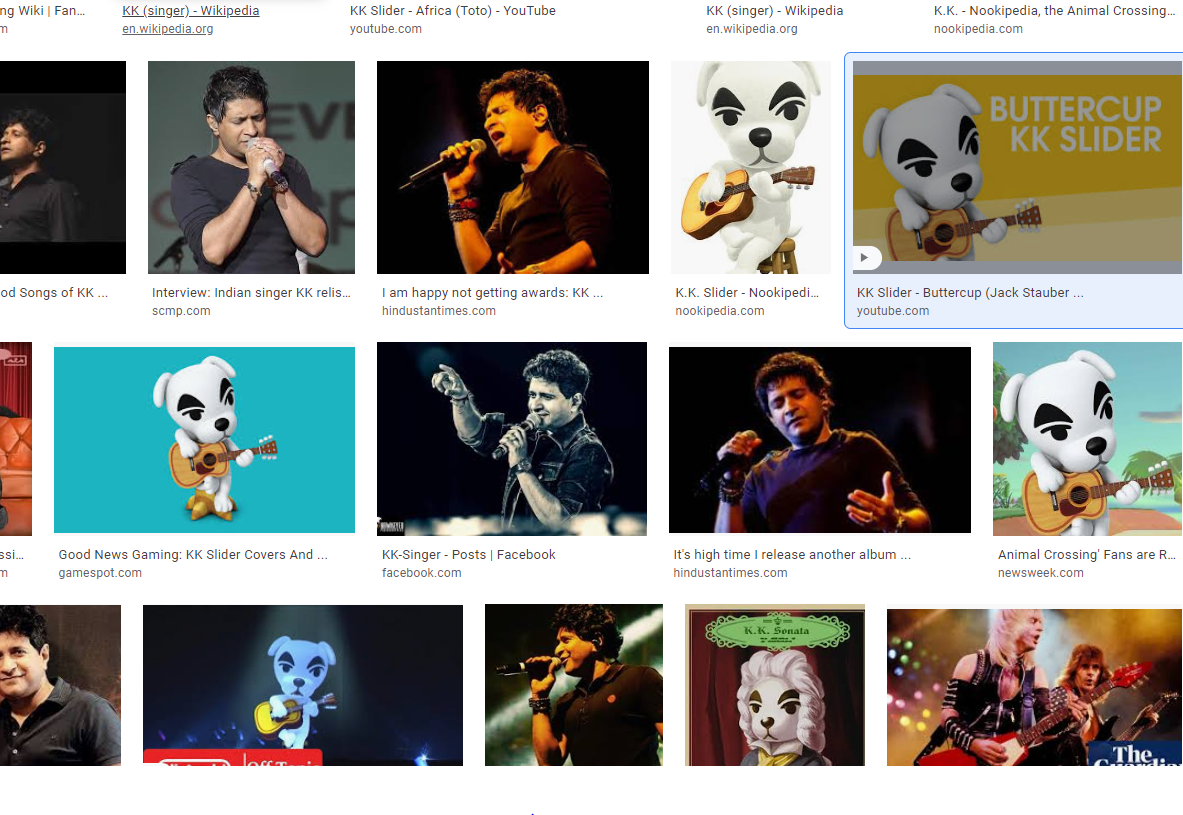 ng Wiki | Fan...
KK (singer) - Wikipedia
KK Slider - Africa (Toto) - YouTube
KK (singer) - Wikipedia
K.K. - Nookipedia, the Animal Crossing...
m
en.wikipedia.org
youtube.com
en.wikipedia.org
nookipedia.com
BUTTERCUP
KK SLIDER
od Songs of KK ...
Interview: Indian singer KK relis...
I am happy not getting awards: KK ...
K.K. Slider - Nookipedi...
KK Slider - Buttercup (Jack Stauber ...
scmp.com
hindustantimes.com
nookipedia.com
youtube.com
ssi...
Good News Gaming: KK Slider Covers And ...
KK-Singer - Posts | Facebook
It's high time I release another album ...
Animal Crossing' Fans are R...
m
gamespot.com
facebook.com
hindustantimes.com
newsweek.com
K.K. Sonata
Off Topic
The
Guardian